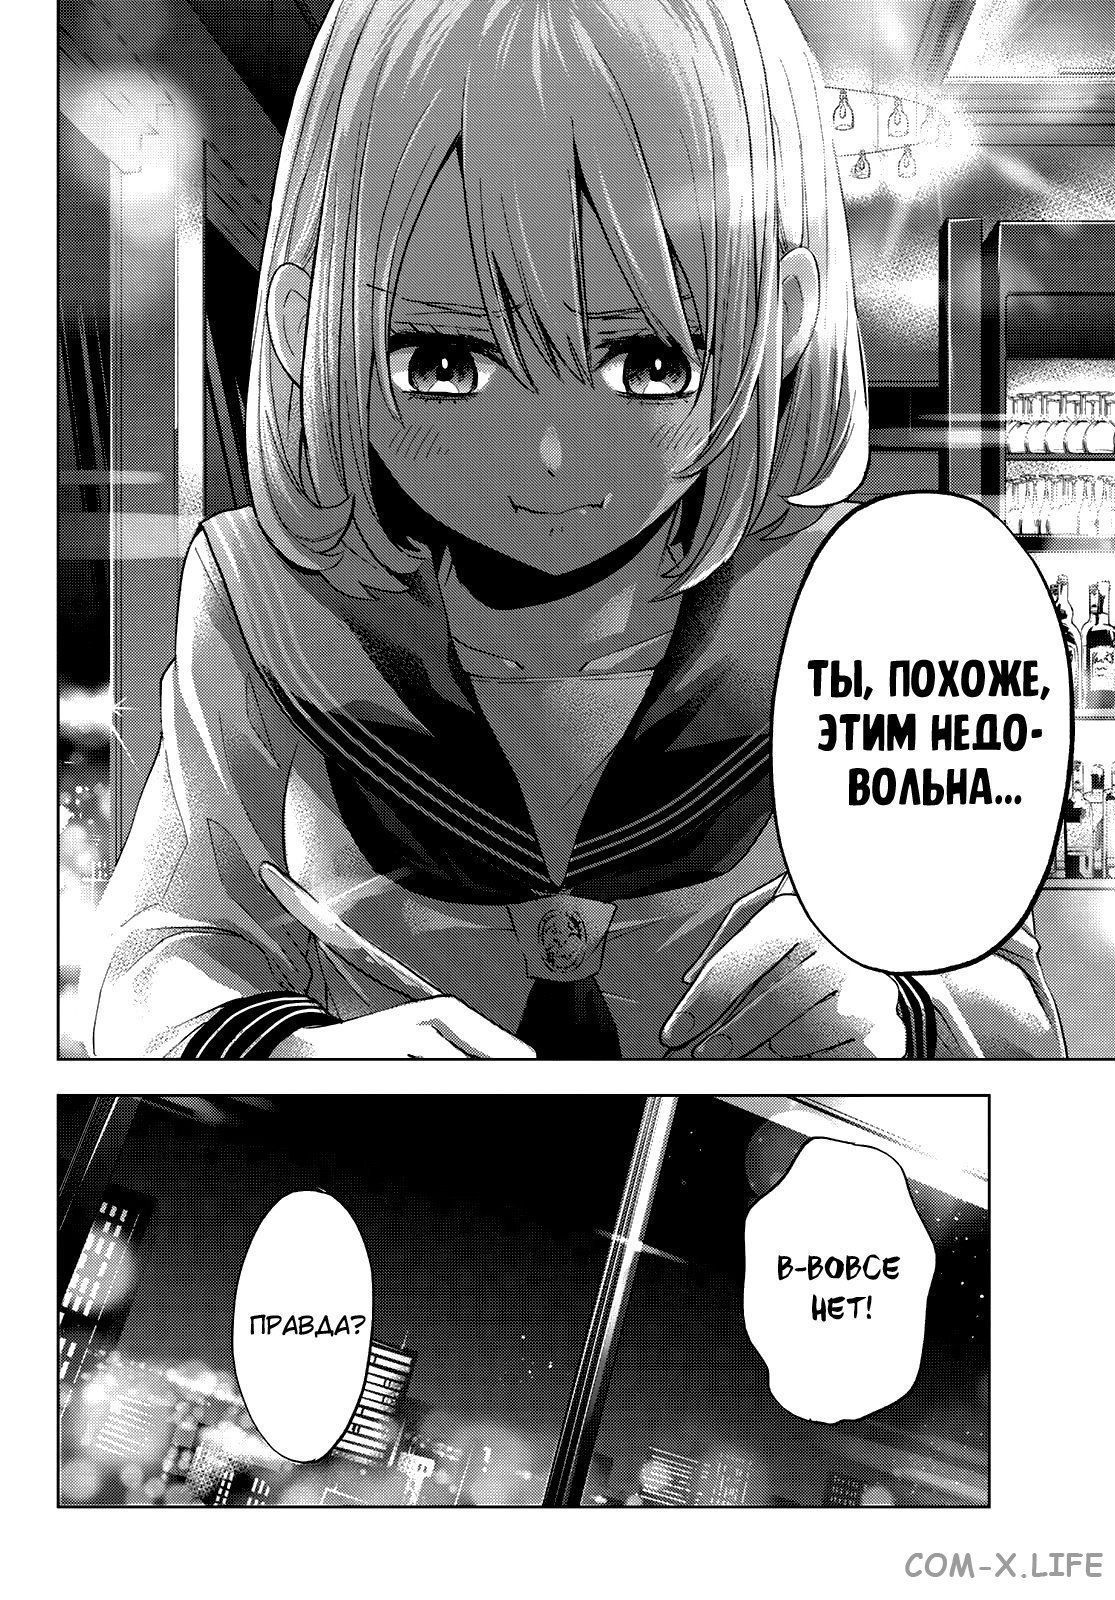 ТЫ, ПОХОЖЕ,
ЭТИМ НЕДО-
ВОЛЬНА...
В-ВОВСЕ
НЕТ!
ПРАВДА?
COM-X.LIFE